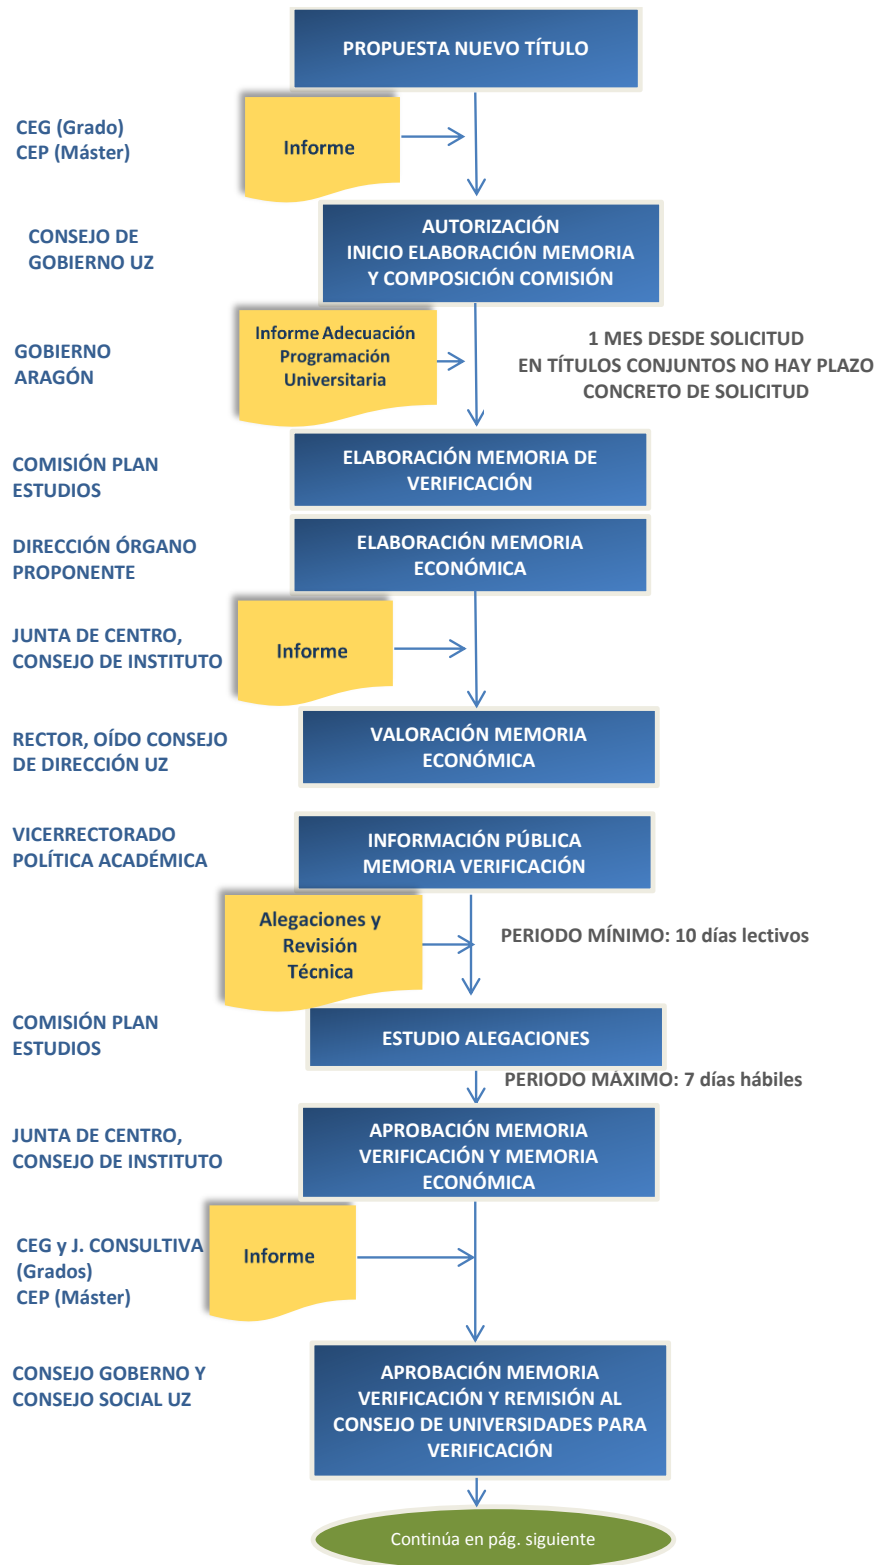 PROPUESTA NUEVO TÍTULO
CEG (Grado)
CEP (Máster)
Informe
CONSEJO DE
GOBIERNO UZ
AUTORIZACIÓN
INICIO ELABORACIÓN MEMORIA
Y COMPOSICIÓN COMISIÓN
GOBIERNO
ARAGÓN
Informe Adecuación
Programación
Universitaria
1 MES DESDE SOLICITUD
EN TÍTULOS CONJUNTOS NO HAY PLAZO
CONCRETO DE SOLICITUD
COMISIÓN PLAN
ESTUDIOS
ELABORACIÓN MEMORIA DE
VERIFICACIÓN
DIRECCIÓN ÓRGANO
PROPONENTE
ELABORACIÓN MEMORIA
ECONÓMICA
JUNTA DE CENTRO,
CONSEJO DE INSTITUTO
Informe
RECTOR, OÍDO CONSEJO
DE DIRECCIÓN UZ
VALORACIÓN MEMORIA
ECONÓMICA
VICERRECTORADO
POLÍTICA ACADÉMICA
INFORMACIÓN PÚBLICA
MEMORIA VERIFICACIÓN
Alegaciones y
Revisión
Técnica
PERIODO MÍNIMO: 10 días lectivos
COMISIÓN PLAN
ESTUDIOS
ESTUDIO ALEGACIONES
PERIODO MÁXIMO: 7 días hábiles
JUNTA DE CENTRO,
CONSEJO DE INSTITUTO
APROBACIÓN MEMORIA
VERIFICACIÓN Y MEMORIA
ECONÓMICA
CEG y J. CONSULTIVA
(Grados)
CEP (Máster)
Informe
CONSEJO GOBERNO Y
CONSEJO SOCIAL UZ
APROBACIÓN MEMORIA
VERIFICACIÓN Y REMISIÓN AL
CONSEJO DE UNIVERSIDADES PARA
VERIFICACIÓN
Continúa en pág. siguiente